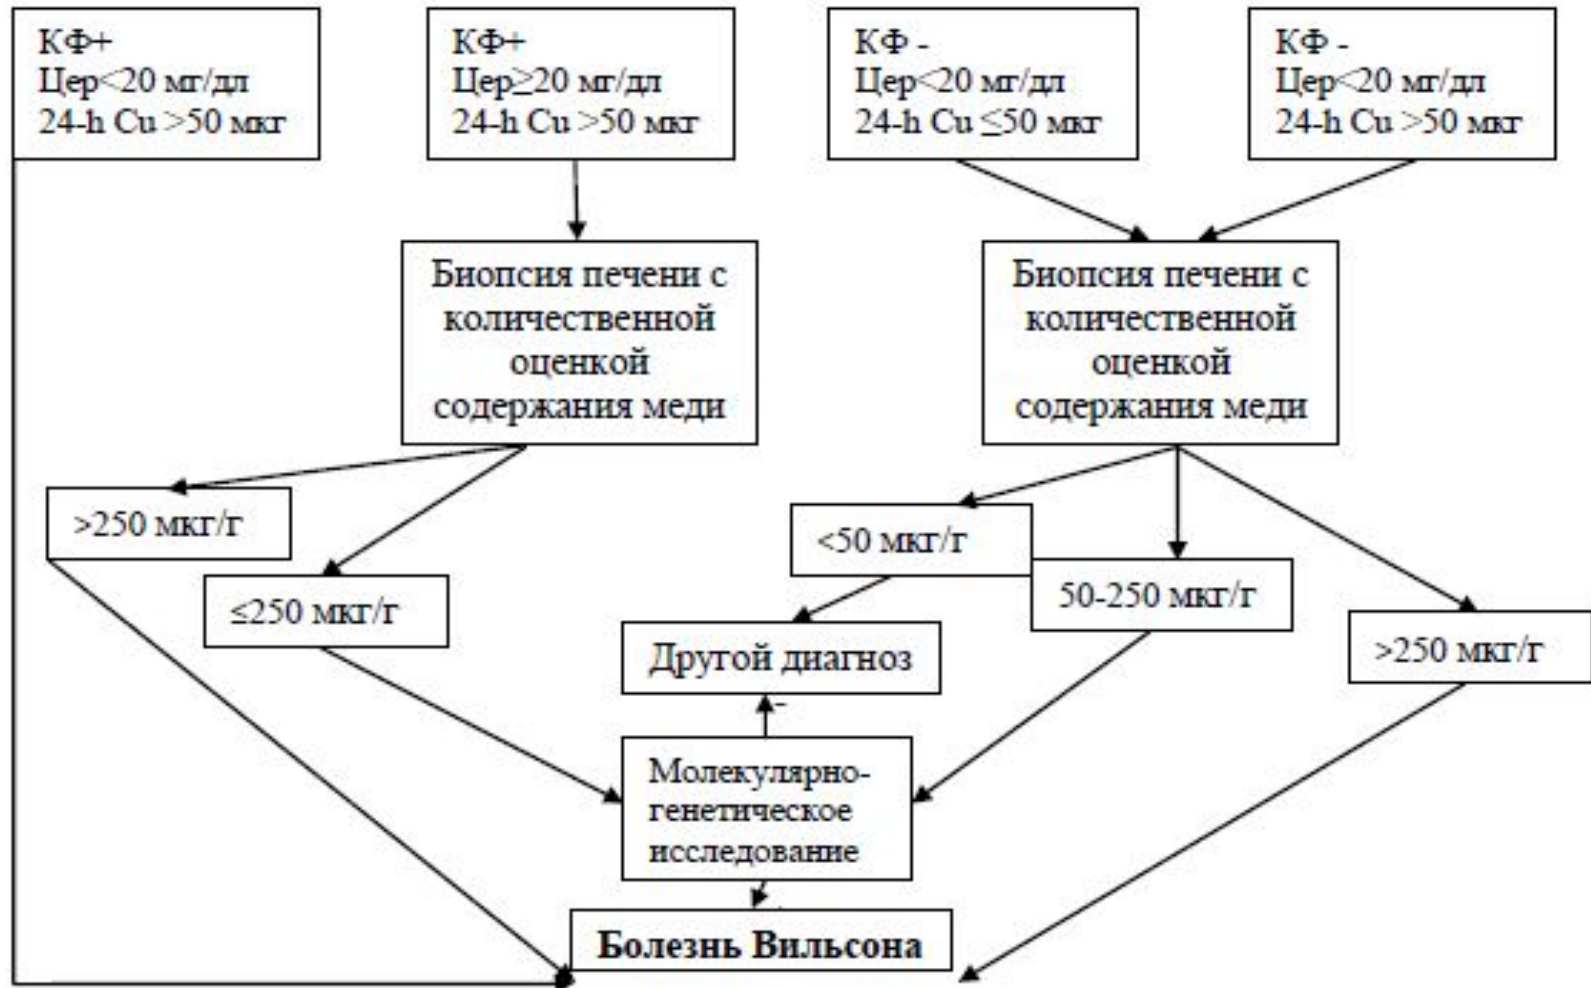 КФ+
Цер<20 мг/дл
24-h Cu >50 мкг
КФ+
Цер≥20 мг/дл
24-h Cu >50 мкг
КФ -
Цер<20 мг/дл
24-h Cu ≤50 мкг
КФ -
Цер<20 мг/дл
24-h Cu >50 мкг
Биопсия печени с
количественной
оценкой
содержания меди
Биопсия печени с
количественной
оценкой
содержания меди
>250 мкг/г
≤250 мкг/г
<50 мкг/г
50-250 мкг/г
>250 мкг/г
Другой диагноз
-
Молекулярно-
генетическое
исследование
Болезнь Вильсона